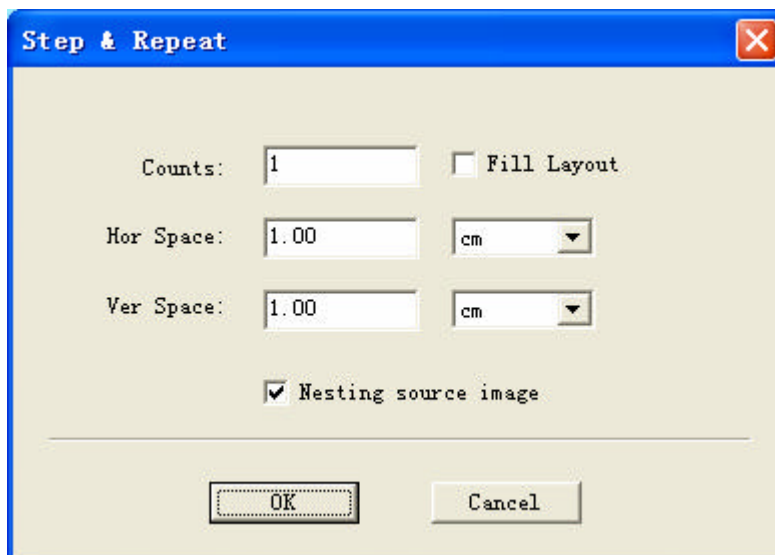 Step & Repeat
Counts: 1 Fill Layout
Hor Space: 1.00 cm
Ver Space: 1.00 cm
Nesting source image
OK Cancel